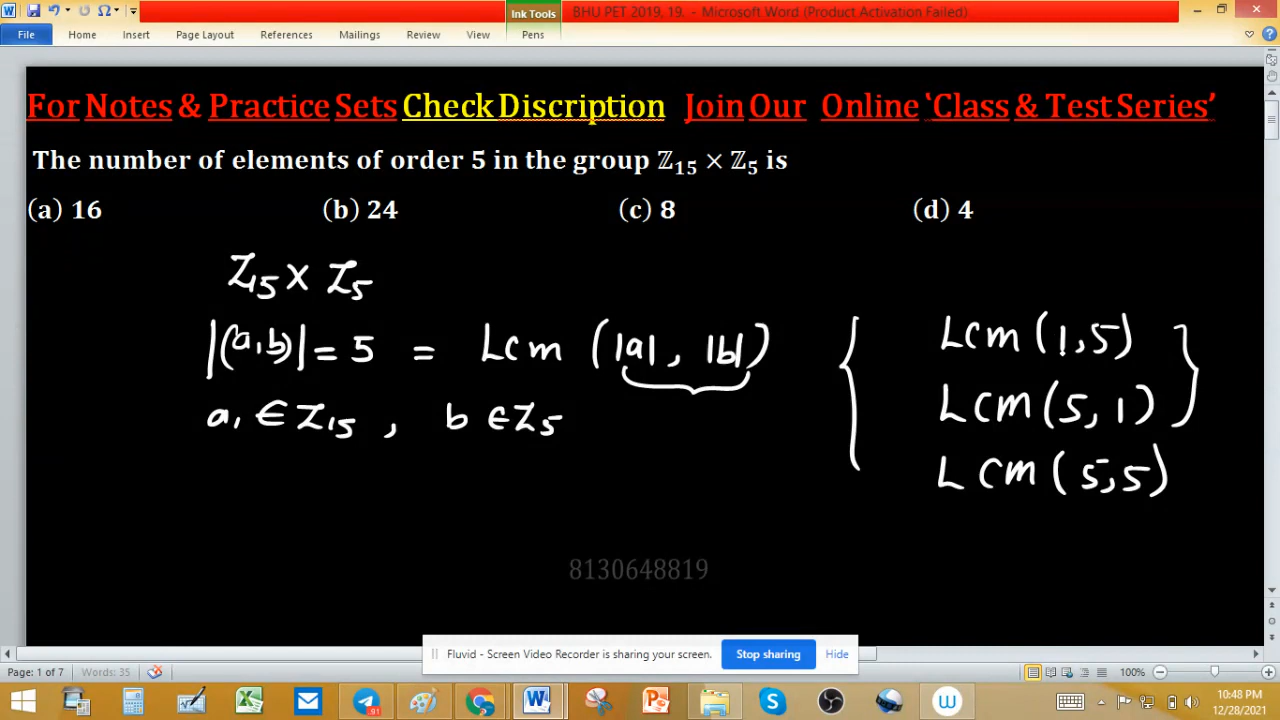 Ink Tools
BHU PET 2019, 19. - Microsoft Word (Product Activation Failed)
File Home Insert Page Layout References Mailings Review View Pens
For Notes & Practice Sets Check Discription Join Our Online ‘Class & Test Series’
The number of elements of order 5 in the group ℤ₁₅ × ℤ₅ is
(a) 16 (b) 24 (c) 8 (d) 4
Z₁₅ × Z₅
|(a,b)| = 5 = Lcm (|a|, |b|)
a, ∈ Z₁₅ , b ∈ Z₅
{ Lcm (1,5)
LCm (5, 1) }
LCm (5,5)
8130648819
Fluvid - Screen Video Recorder is sharing your screen. Stop sharing Hide
Page: 1 of 7 Words: 35 100%
91
10:48 PM
12/28/2021